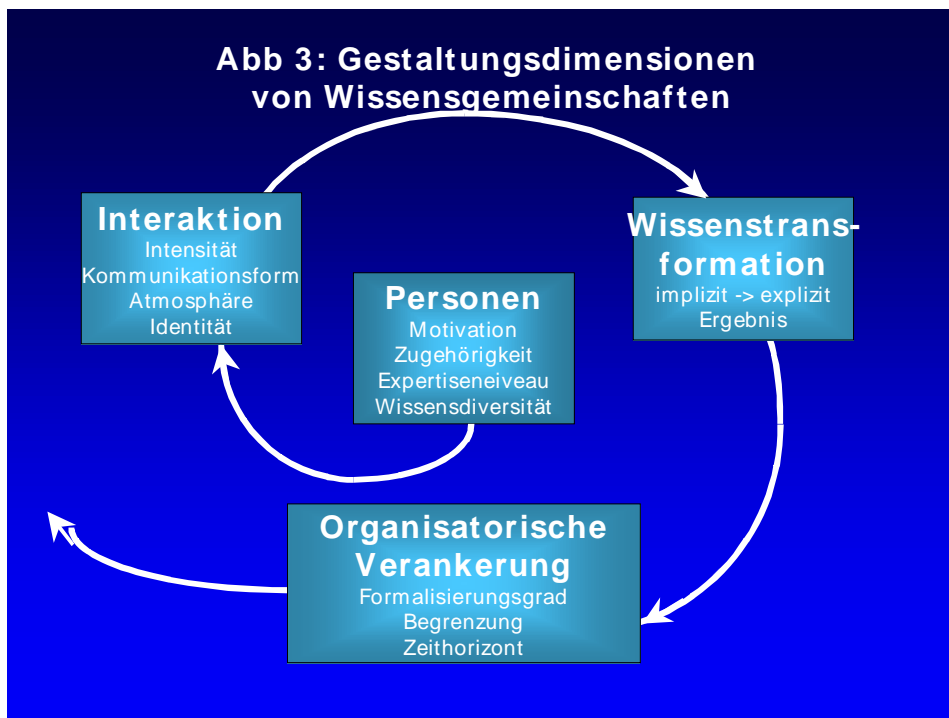 Abb 3: Gestaltungsdimensionen
von Wissensgemeinschaften
Interaktion
Intensität
Kommunikationsform
Atmosphäre
Identität
Personen
Motivation
Zugehörigkeit
Expertiseneiveau
Wissensdiversität
Wissenstrans-
formation
implizit -> explizit
Ergebnis
Organisatorische
Verankerung
Formalisierungsgrad
Begrenzung
Zeithorizont